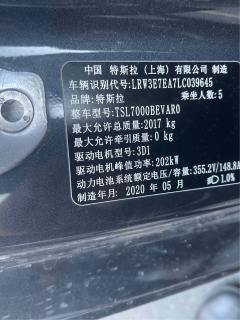 中国 特斯拉（上海）有限公司 制造
车辆识别代号: LRW3E7EA7LC039645
品牌: 特斯拉 乘坐人数: 5
整车型号: TSL7000BEVAR0
最大允许总质量: 2017 kg
最大允许牵引质量: 0 kg
驱动电机型号: 3D1
驱动电机峰值功率: 202kW
动力电池系统额定电压/容量: 355.2V/148.8A
制造年月: 2020 年 05 月 1.0%